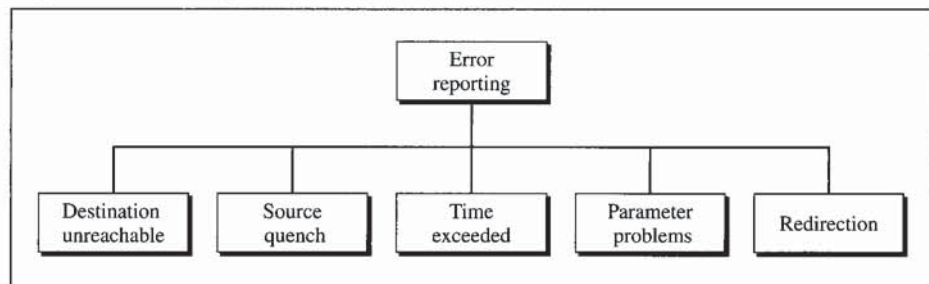 Error
reporting
Destination
unreachable
Source
quench
Time
exceeded
Parameter
problems
Redirection